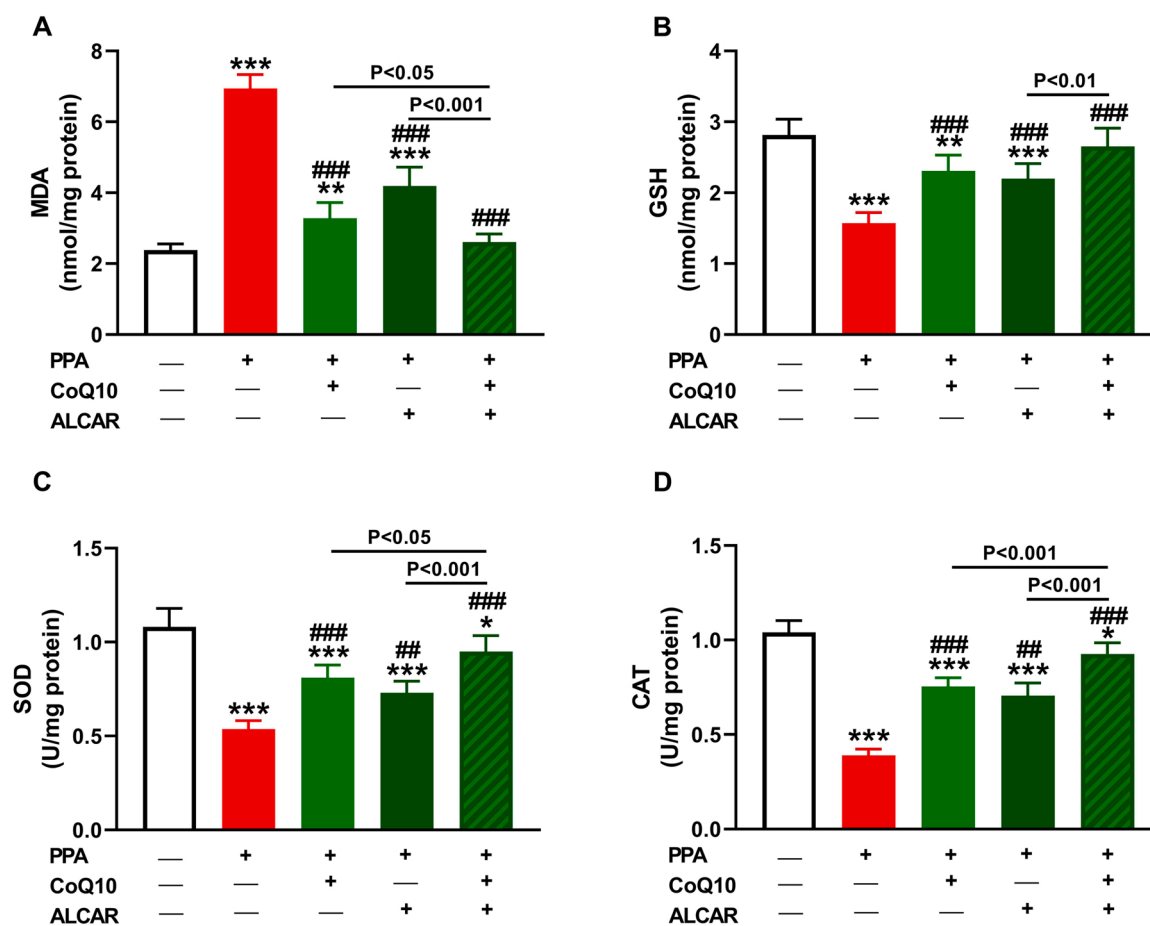 A
MDA
(nmol/mg protein)
8
6
4
2
0
***
###
**
###
***
###
P<0.05
P<0.001
PPA — + + + +
CoQ10 — — + — +
ALCAR — — — + +
B
GSH
(nmol/mg protein)
4
3
2
1
0
***
###
**
###
***
###
P<0.01
PPA — + + + +
CoQ10 — — + — +
ALCAR — — — + +
C
SOD
(U/mg protein)
1.5
1.0
0.5
0.0
***
###
***
##
***
###
*
P<0.05
P<0.001
PPA — + + + +
CoQ10 — — + — +
ALCAR — — — + +
D
CAT
(U/mg protein)
1.5
1.0
0.5
0.0
***
###
***
##
***
###
*
P<0.001
P<0.001
PPA — + + + +
CoQ10 — — + — +
ALCAR — — — + +